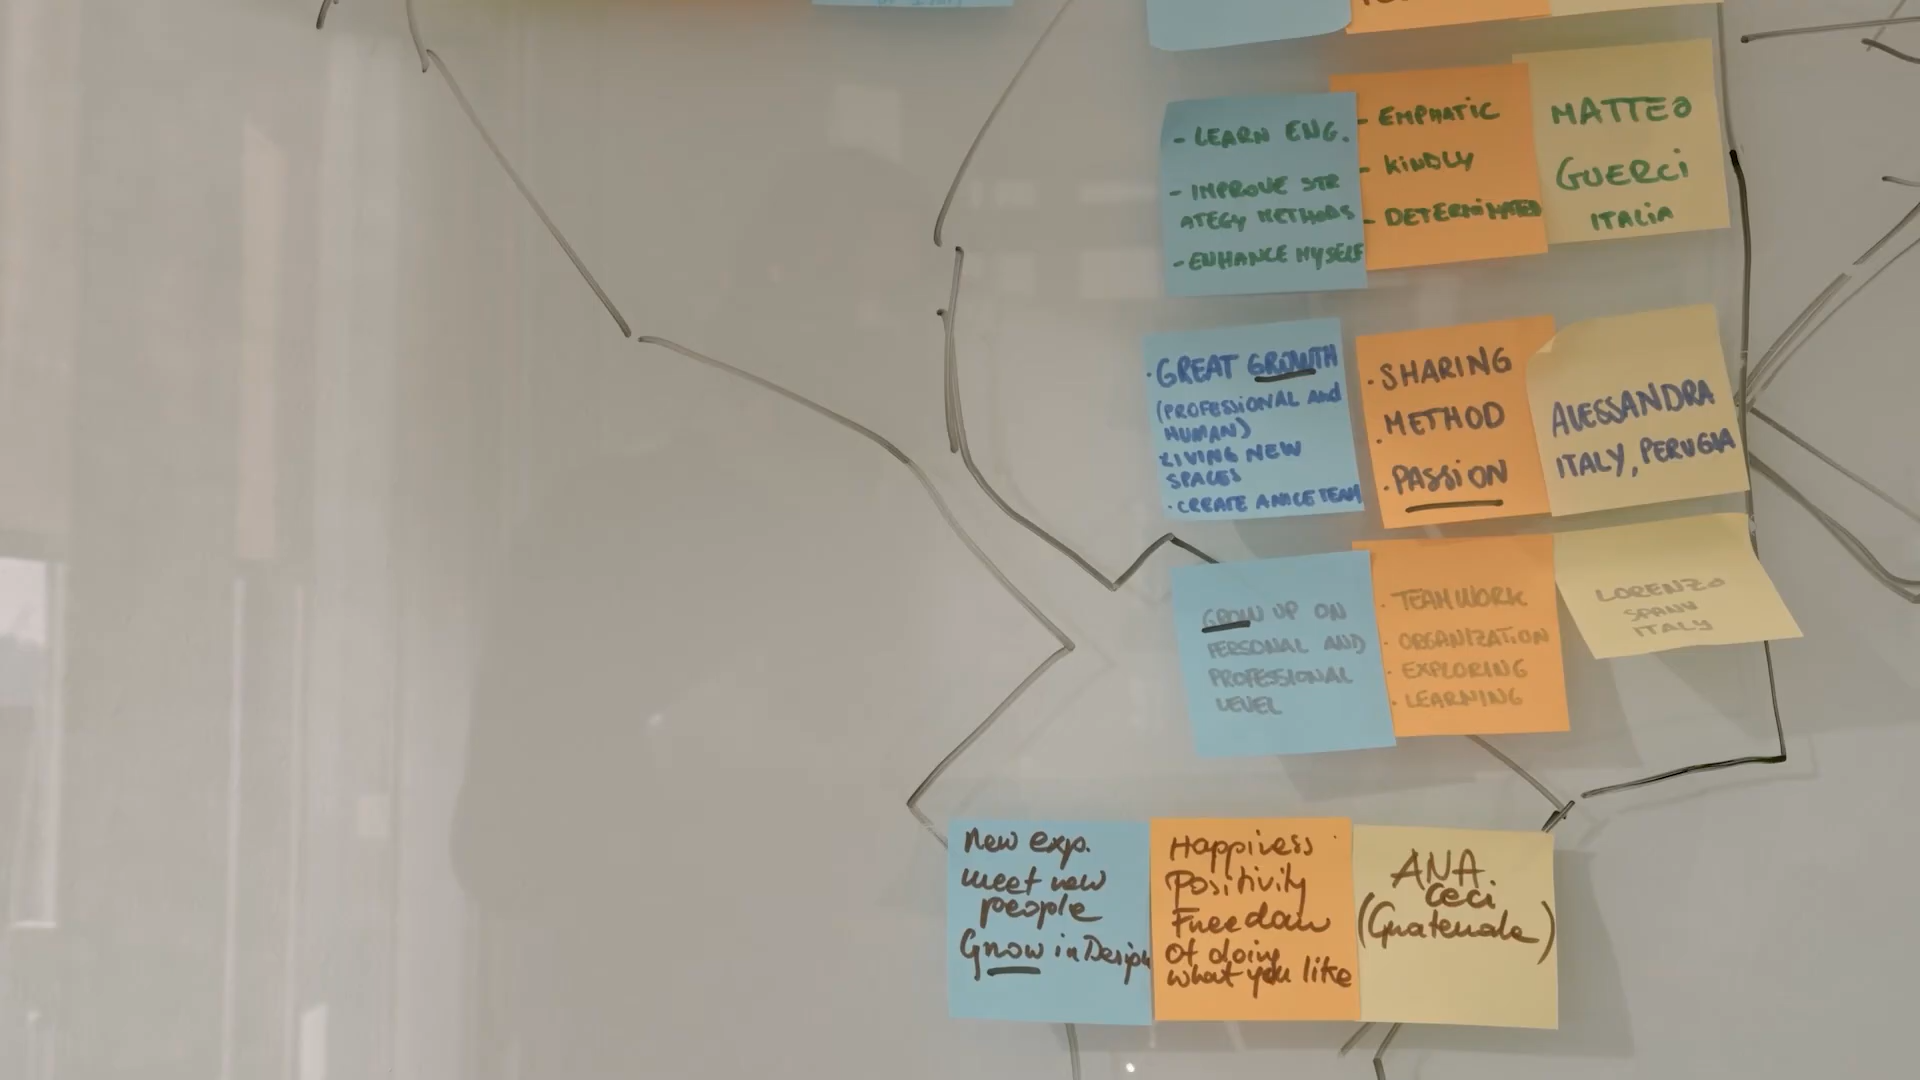 - LEARN ENG.
- IMPROVE STR
ATEGY METHODS
- ENHANCE MYSELF
- EMPHATIC
- KINDLY
- DETERMINATED
MATTEO
GUERCI
ITALIA
· GREAT GROWTH
(PROFESSIONAL AND
HUMAN)
LIVING NEW
SPACES
· CREATE A NICE TEAM
· SHARING
· METHOD
· PASSION
ALESSANDRA
ITALY, PERUGIA
GROW UP ON
PERSONAL AND
PROFESSIONAL
LEVEL
· TEAMWORK
· ORGANIZATION
· EXPLORING
· LEARNING
LORENZO
ITALY
New exp.
meet new
people
Grow in Design
Happiness
Positivity
Freedom
Of doing
what you like
ANA.
Ceci
(Guatemala)